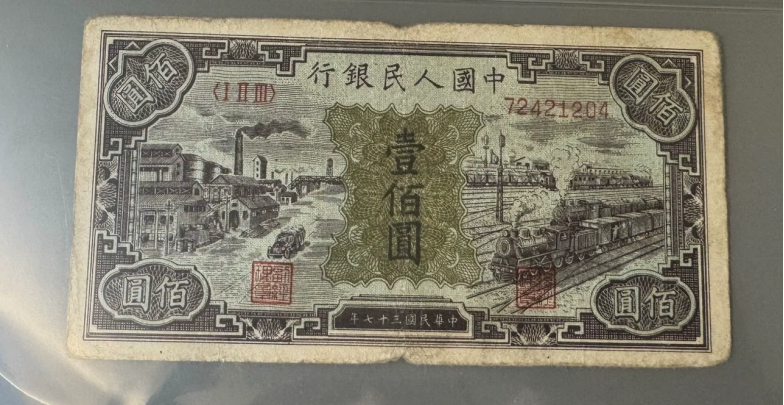 中國人民銀行
〈I II III〉
72421204
佰圓
佰圓
壹佰圓
佰圓
佰圓
中華民國三十七年